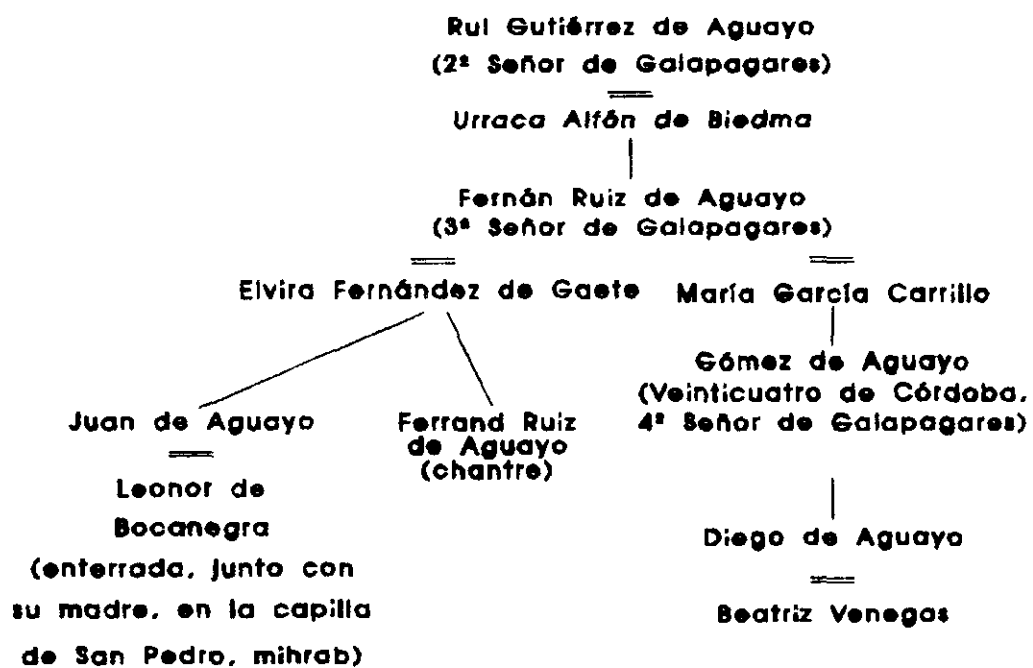 Rui Gutiérrez de Aguayo
(2º Señor de Galapagares)
Urraca Alfón de Biedma
Fernán Ruiz de Aguayo
(3º Señor de Galapagares)
Elvira Fernández de Gaete
María García Carrillo
Gómez de Aguayo
(Veinticuatro de Córdoba,
4º Señor de Galapagares)
Juan de Aguayo
Ferrand Ruiz
de Aguayo
(chantre)
Leonor de
Bocanegra
(enterrada, junto con
su madre, en la capilla
de San Pedro, mihrab)
Diego de Aguayo
Beatriz Venegas